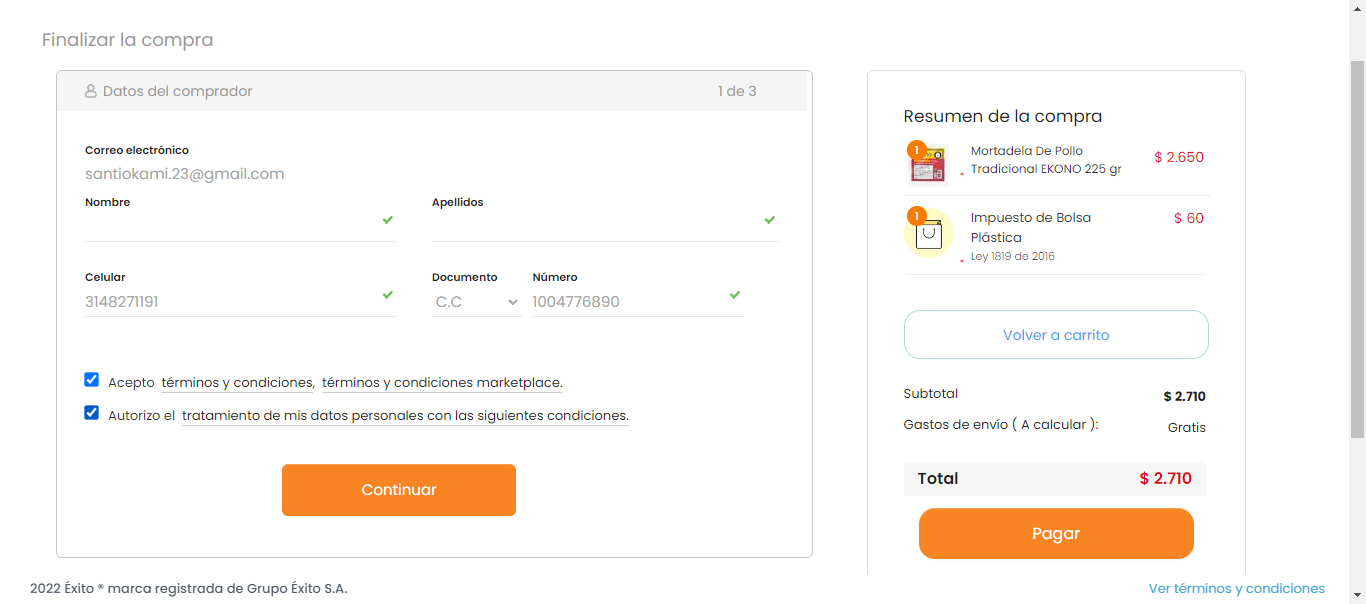 Finalizar la compra
Datos del comprador
1 de 3
Correo electrónico
santiokami.23@gmail.com
Nombre
Apellidos
Celular
3148271191
Documento
C.C
Número
1004776890
Acepto términos y condiciones, términos y condiciones marketplace.
Autorizo el tratamiento de mis datos personales con las siguientes condiciones.
Continuar
Resumen de la compra
1
Mortadela De Pollo
Tradicional EKONO 225 gr
$ 2.650
1
Impuesto de Bolsa
Plástica
Ley 1819 de 2016
$ 60
Volver a carrito
Subtotal
$ 2.710
Gastos de envío ( A calcular ):
Gratis
Total
$ 2.710
Pagar
2022 Éxito ® marca registrada de Grupo Éxito S.A.
Ver términos y condiciones